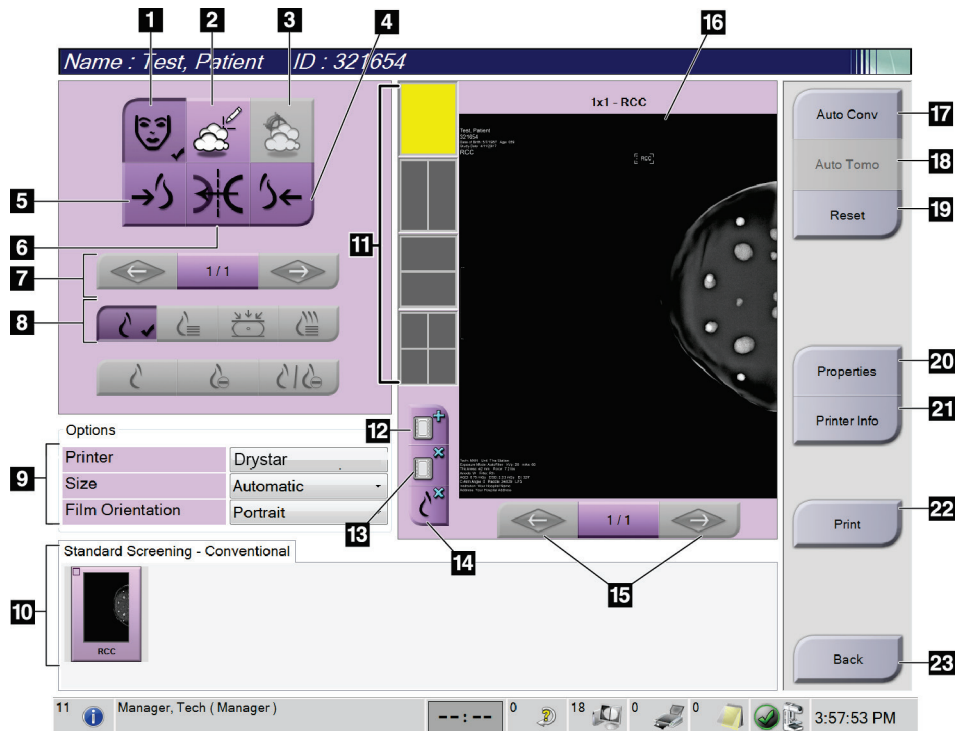 1 2 3 4 16
Name : Test, Patient ID : 321654
1x1 - RCC
Test, Patient
321654
RCC
RCC
Auto Conv 17
Auto Tomo 18
Reset 19
5
6
11
7 1/1
8
Properties 20
Printer Info 21
12
Options
9
Printer Drystar
Size Automatic
Film Orientation Portrait
13
14
1/1
15
Print 22
Standard Screening - Conventional
10
RCC
Back 23
11 Manager, Tech ( Manager ) --:-- 0 18 0 0 3:57:53 PM